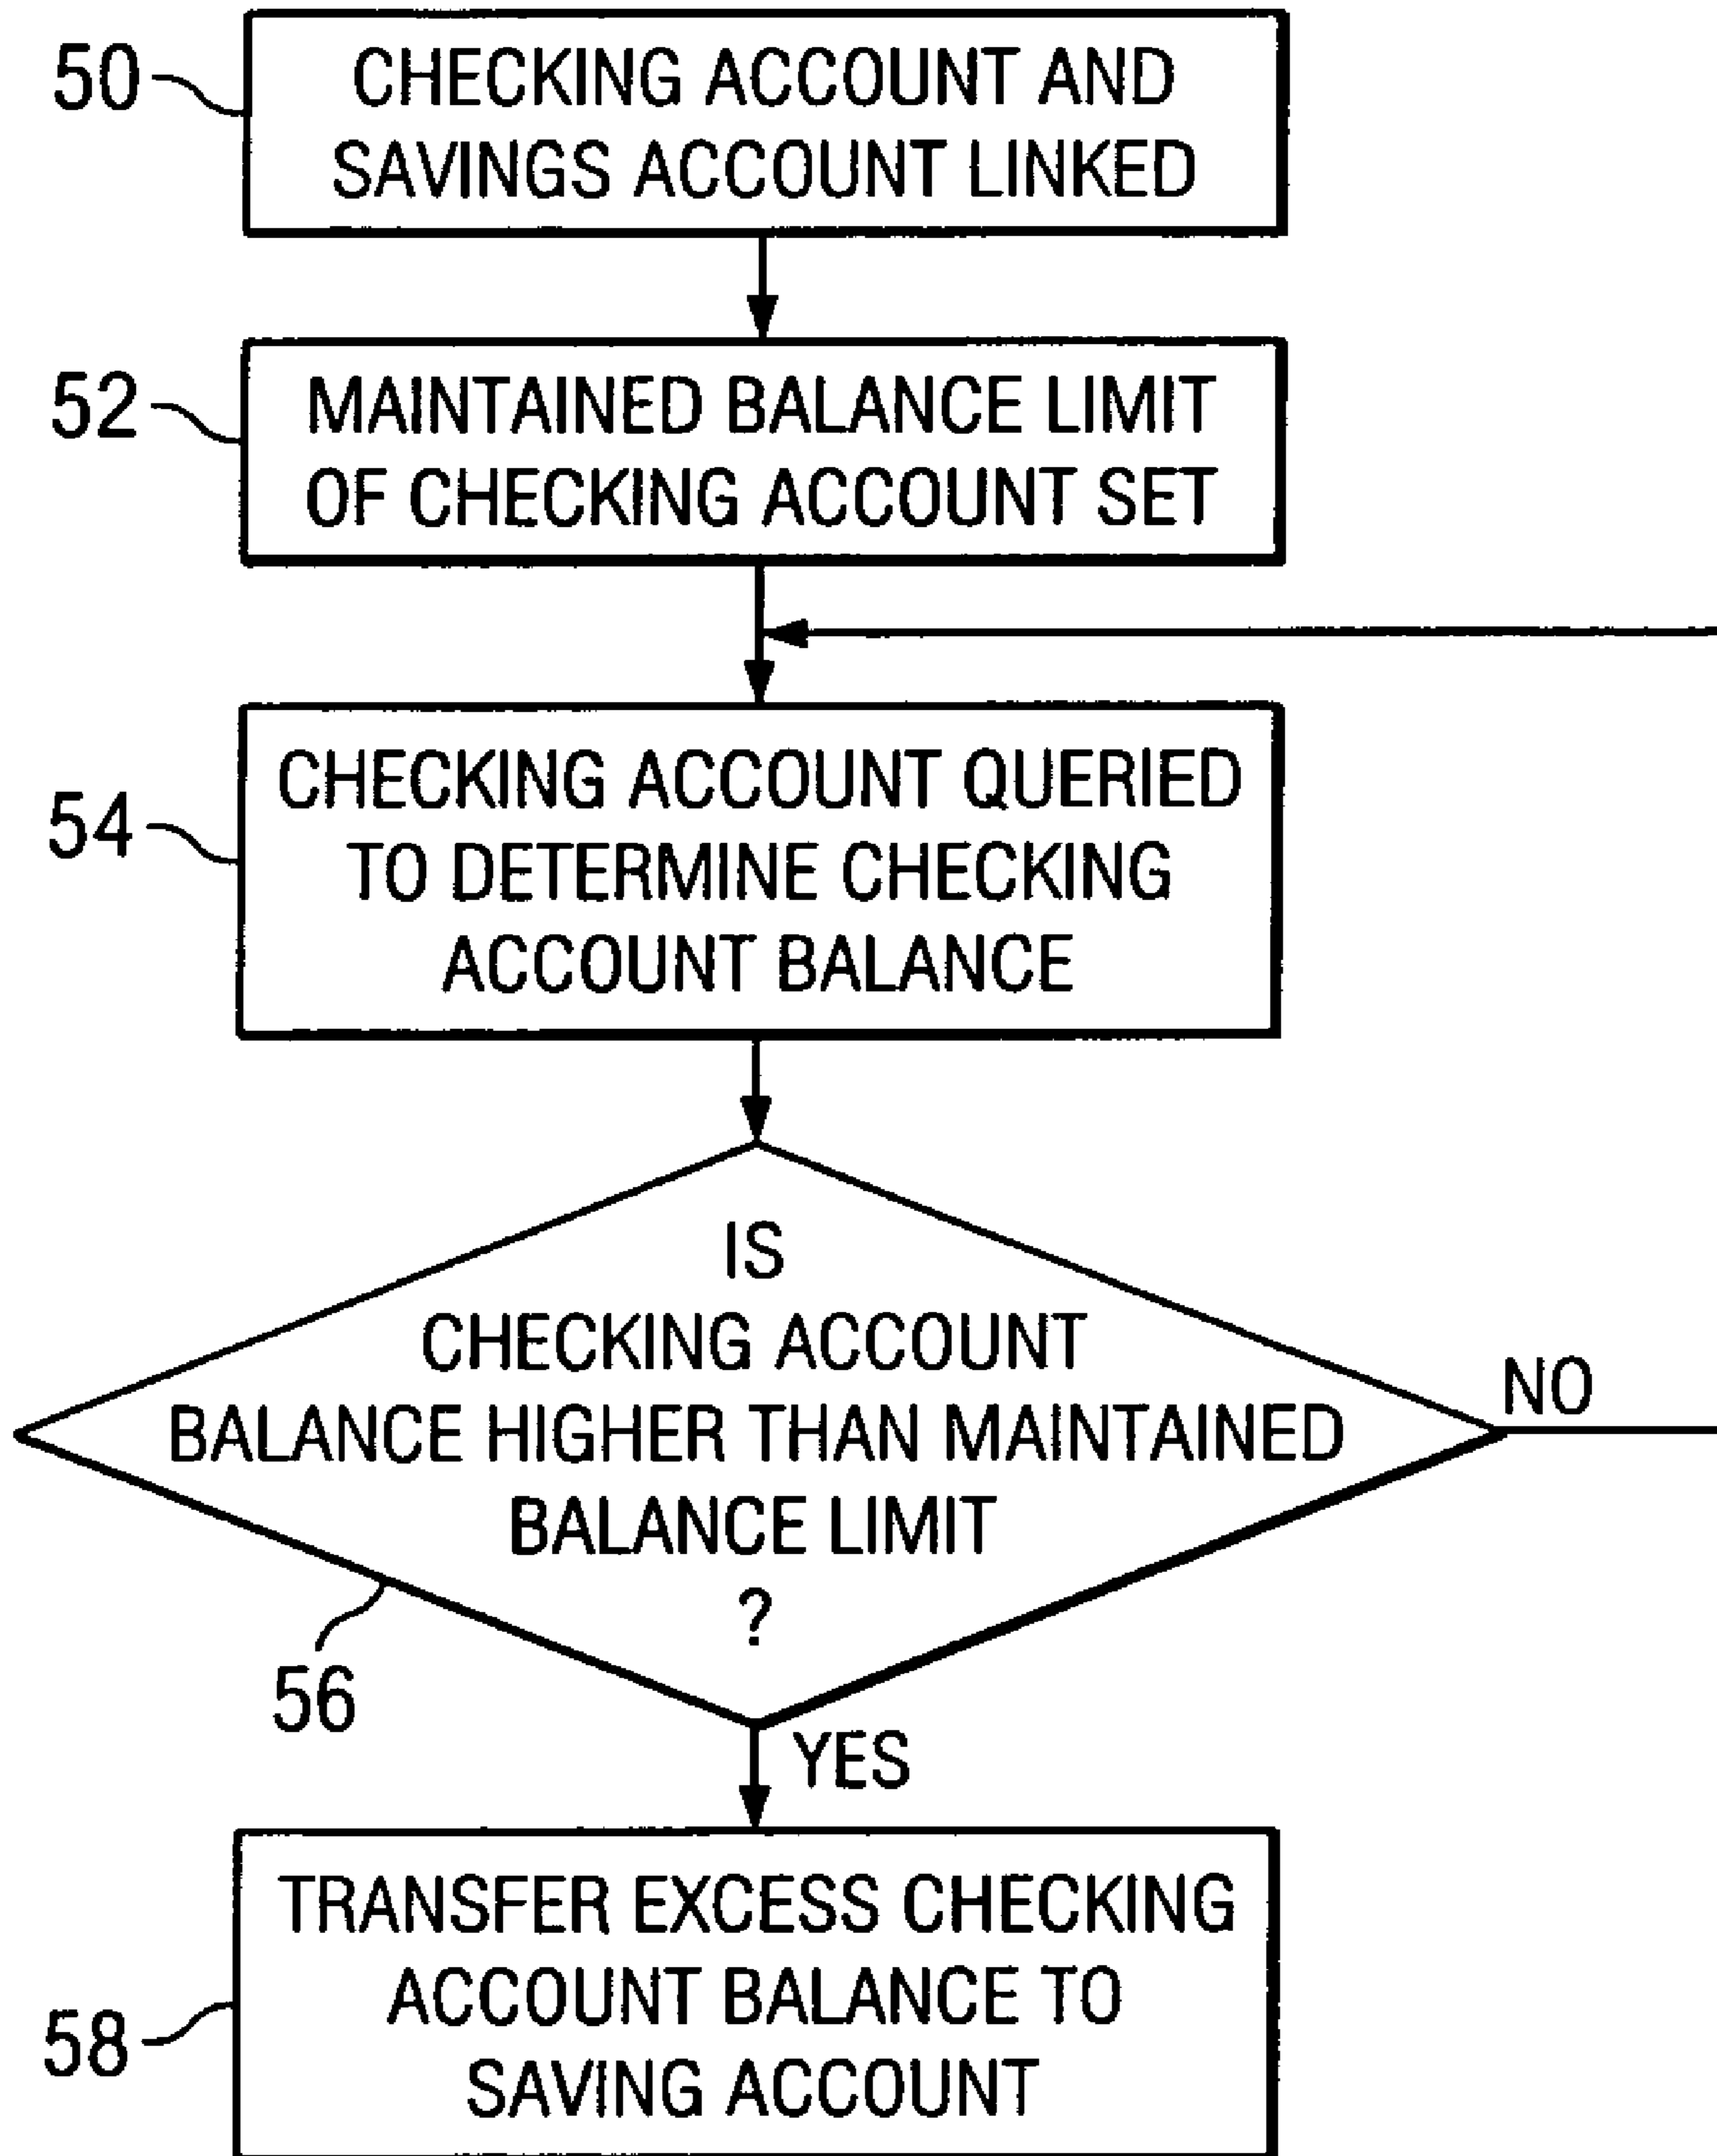 50
CHECKING ACCOUNT AND
SAVINGS ACCOUNT LINKED
52
MAINTAINED BALANCE LIMIT
OF CHECKING ACCOUNT SET
54
CHECKING ACCOUNT QUERIED
TO DETERMINE CHECKING
ACCOUNT BALANCE
IS
CHECKING ACCOUNT
BALANCE HIGHER THAN MAINTAINED
BALANCE LIMIT
?
NO
56
YES
58
TRANSFER EXCESS CHECKING
ACCOUNT BALANCE TO
SAVING ACCOUNT